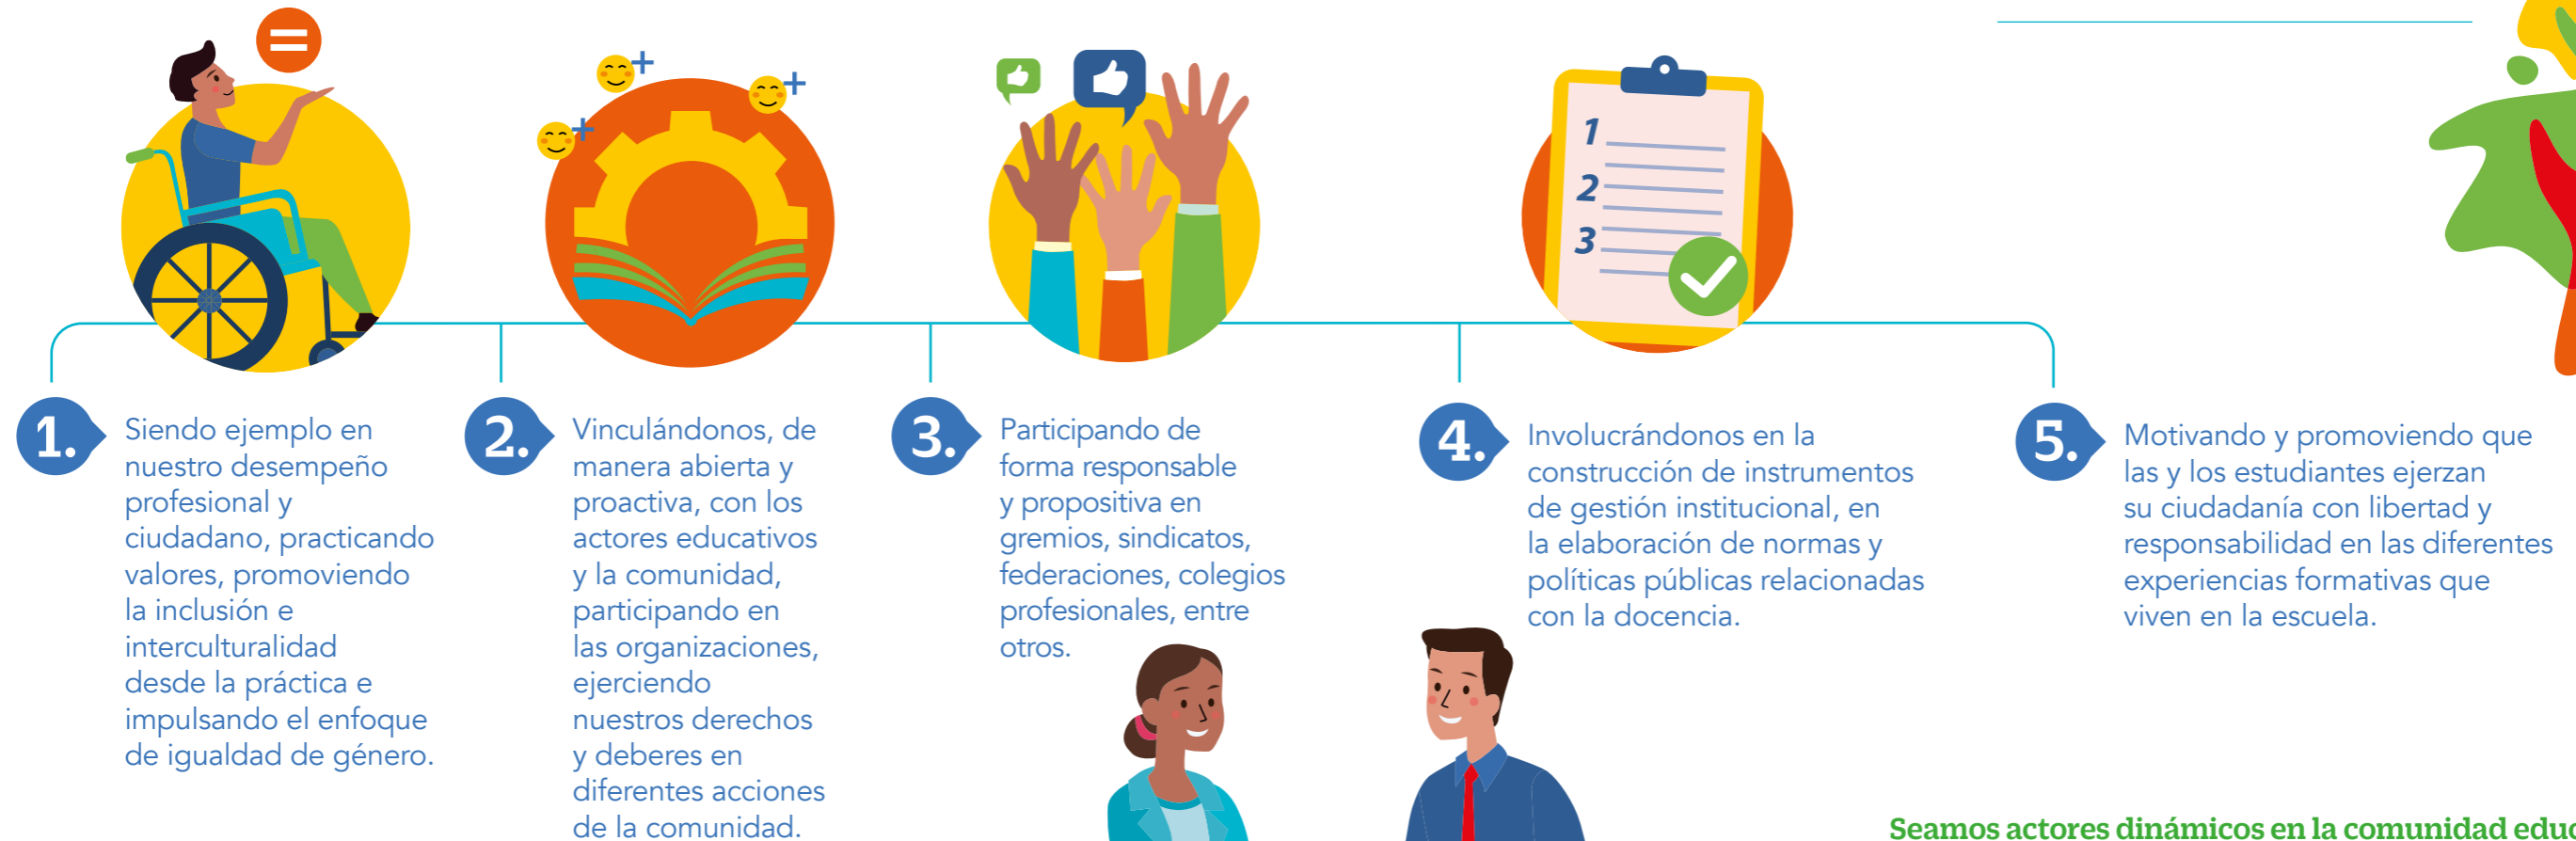 1
2
3
1.
Siendo ejemplo en
nuestro desempeño
profesional y
ciudadano, practicando
valores, promoviendo
la inclusión e
interculturalidad
desde la práctica e
impulsando el enfoque
de igualdad de género.
2.
Vinculándonos, de
manera abierta y
proactiva, con los
actores educativos
y la comunidad,
participando en
las organizaciones,
ejerciendo
nuestros derechos
y deberes en
diferentes acciones
de la comunidad.
3.
Participando de
forma responsable
y propositiva en
gremios, sindicatos,
federaciones, colegios
profesionales, entre
otros.
4.
Involucrándonos en la
construcción de instrumentos
de gestión institucional, en
la elaboración de normas y
políticas públicas relacionadas
con la docencia.
5.
Motivando y promoviendo que
las y los estudiantes ejerzan
su ciudadanía con libertad y
responsabilidad en las diferentes
experiencias formativas que
viven en la escuela.
Seamos actores dinámicos en la comunidad